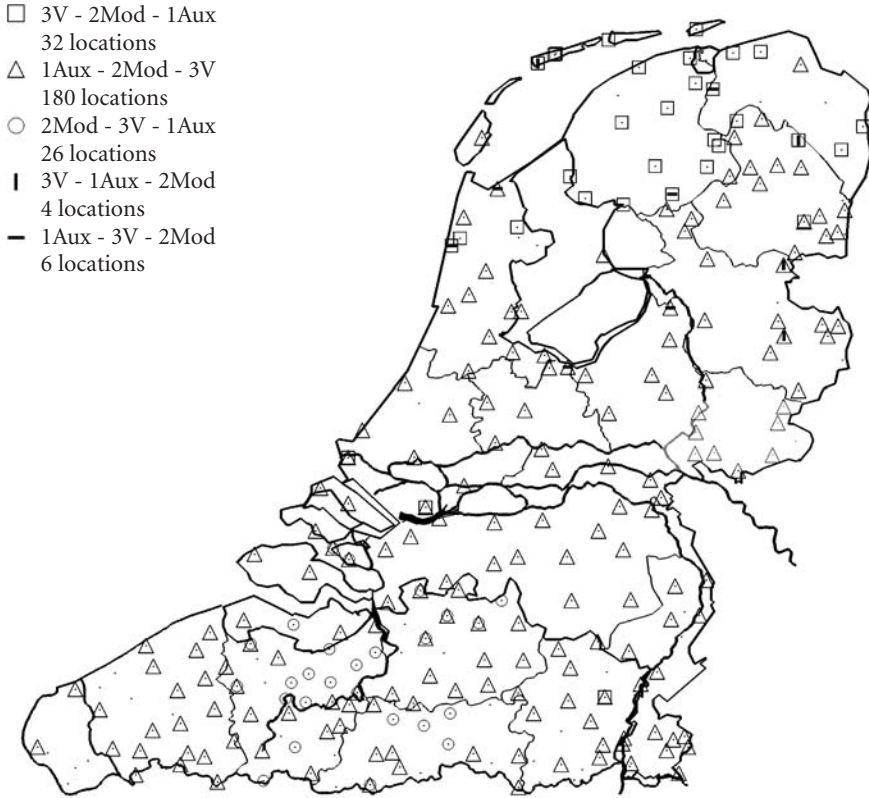 3V - 2Mod - 1Aux
32 locations
1Aux - 2Mod - 3V
180 locations
2Mod - 3V - 1Aux
26 locations
3V - 1Aux - 2Mod
4 locations
1Aux - 3V - 2Mod
6 locations